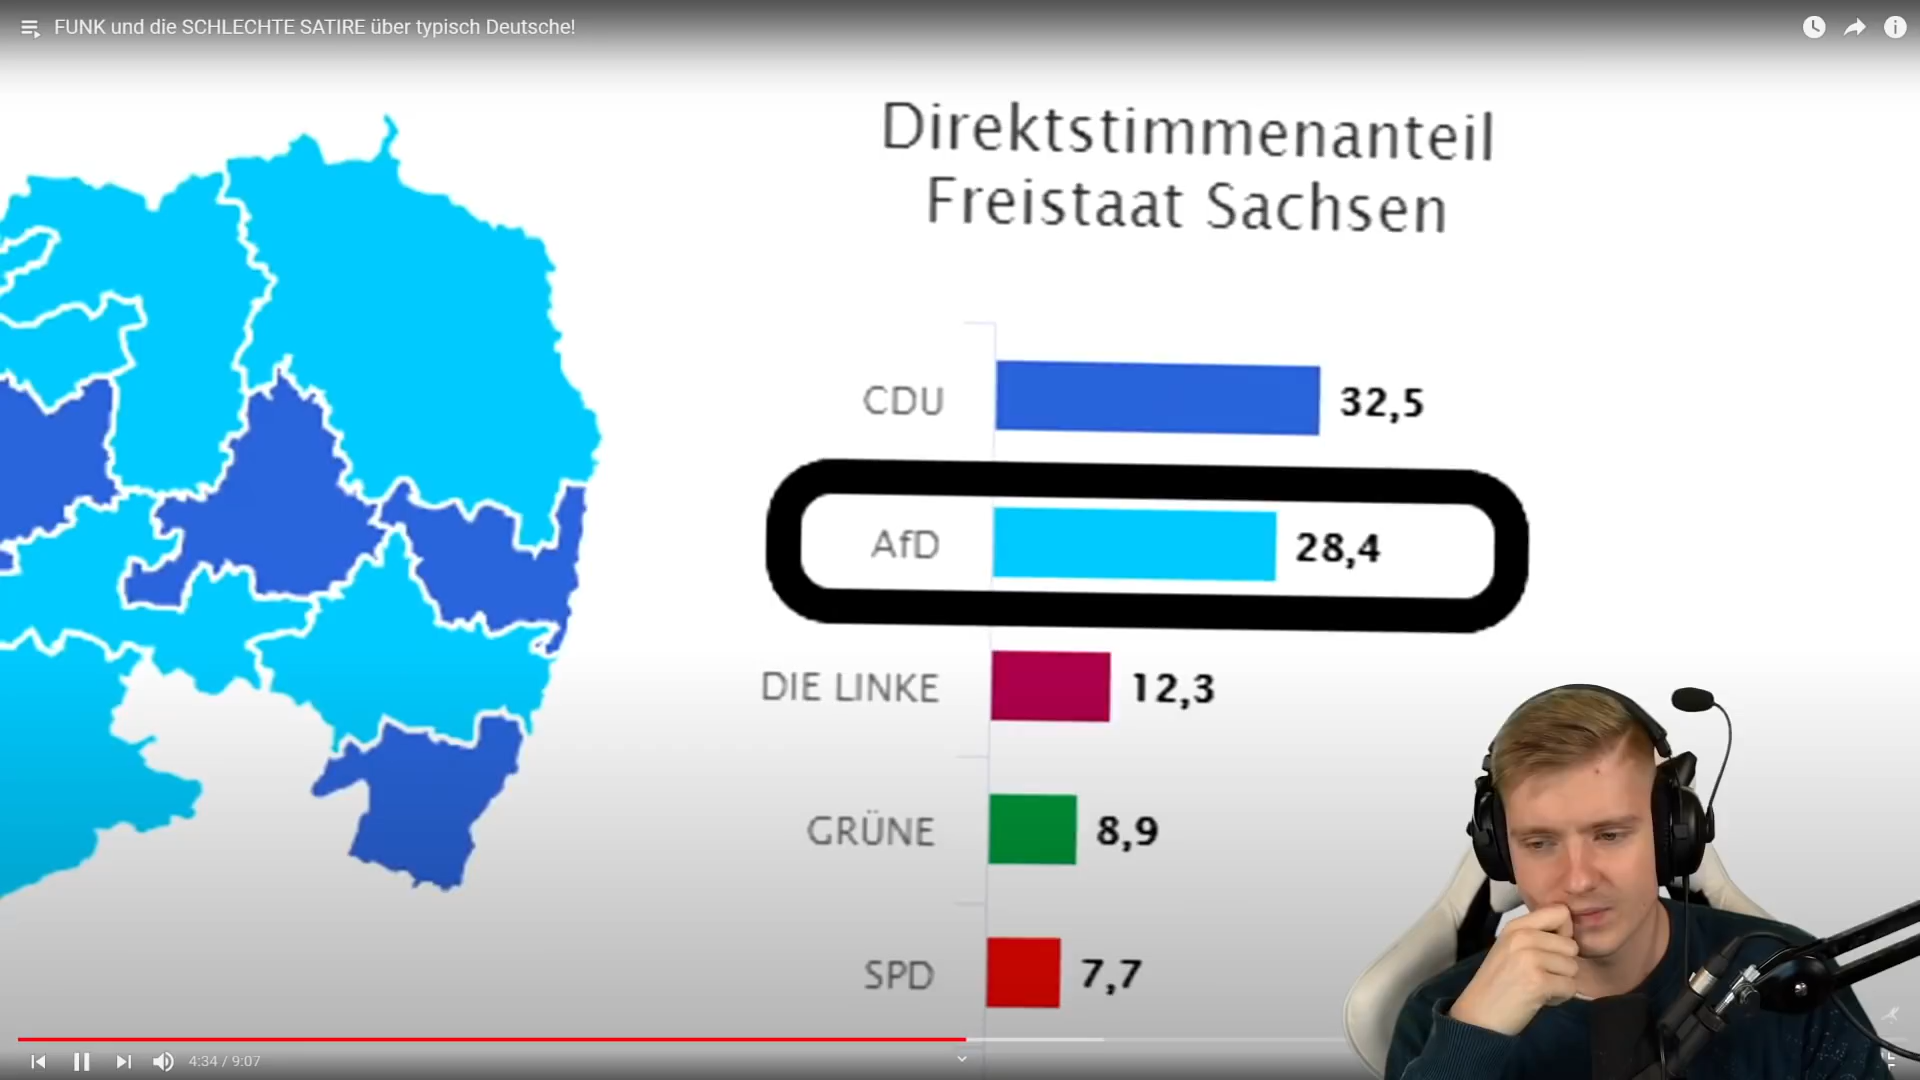 FUNK und die SCHLECHTE SATIRE über typisch Deutsche!
Direktstimmenanteil
Freistaat Sachsen
CDU 32,5
AfD 28,4
DIE LINKE 12,3
GRÜNE 8,9
SPD 7,7
4:34 / 9:07